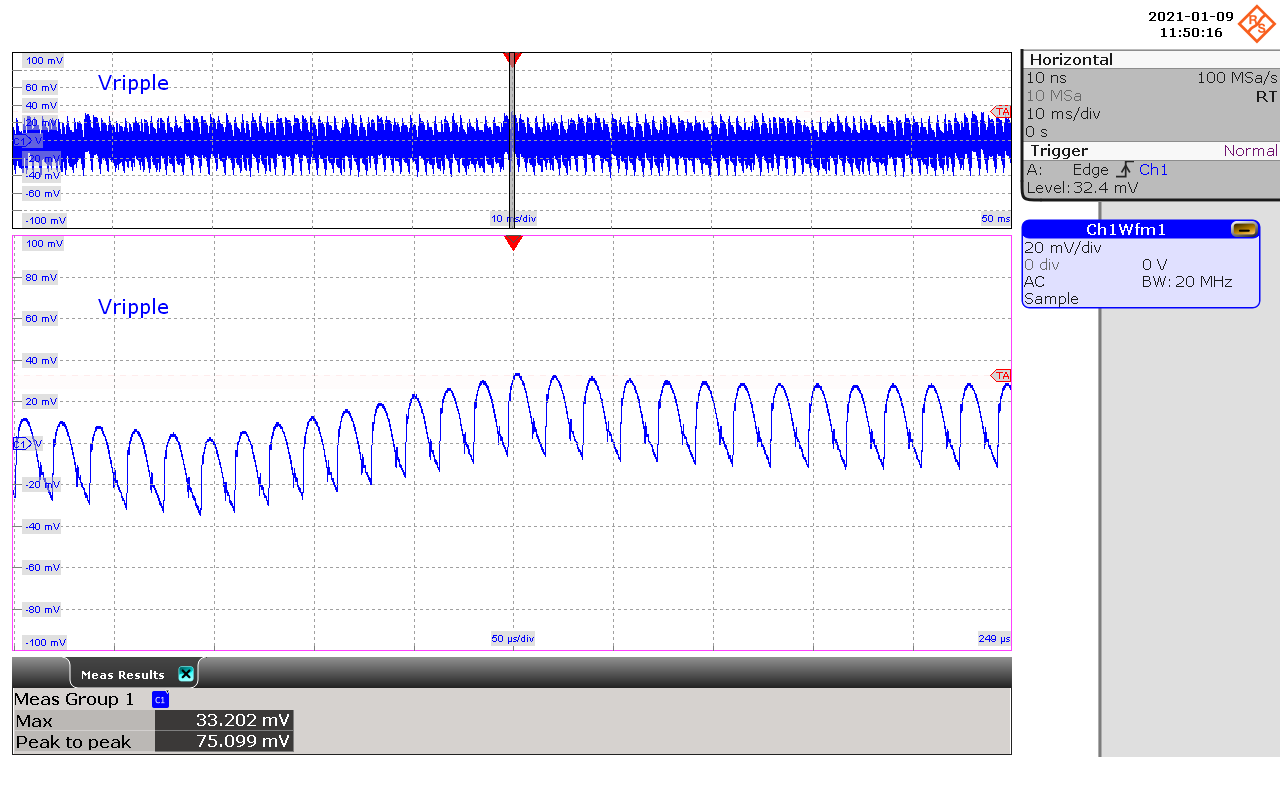 2021-01-09
11:50:16
R&S
100 mV
Vripple
60 mV
40 mV
20 mV
C1 V
-20 mV
-40 mV
-60 mV
-100 mV
10 ms/div
50 ms
TA
100 mV
80 mV
Vripple
60 mV
40 mV
TA
20 mV
C1 V
-20 mV
-40 mV
-60 mV
-80 mV
-100 mV
50 µs/div
249 µs
Horizontal
10 ns 100 MSa/s
10 MSa RT
10 ms/div
0 s
Trigger Normal
A: Edge Ch1
Level: 32.4 mV
Ch1Wfm1
20 mV/div
0 div 0 V
AC BW: 20 MHz
Sample
Meas Results
Meas Group 1 C1
Max 33.202 mV
Peak to peak 75.099 mV